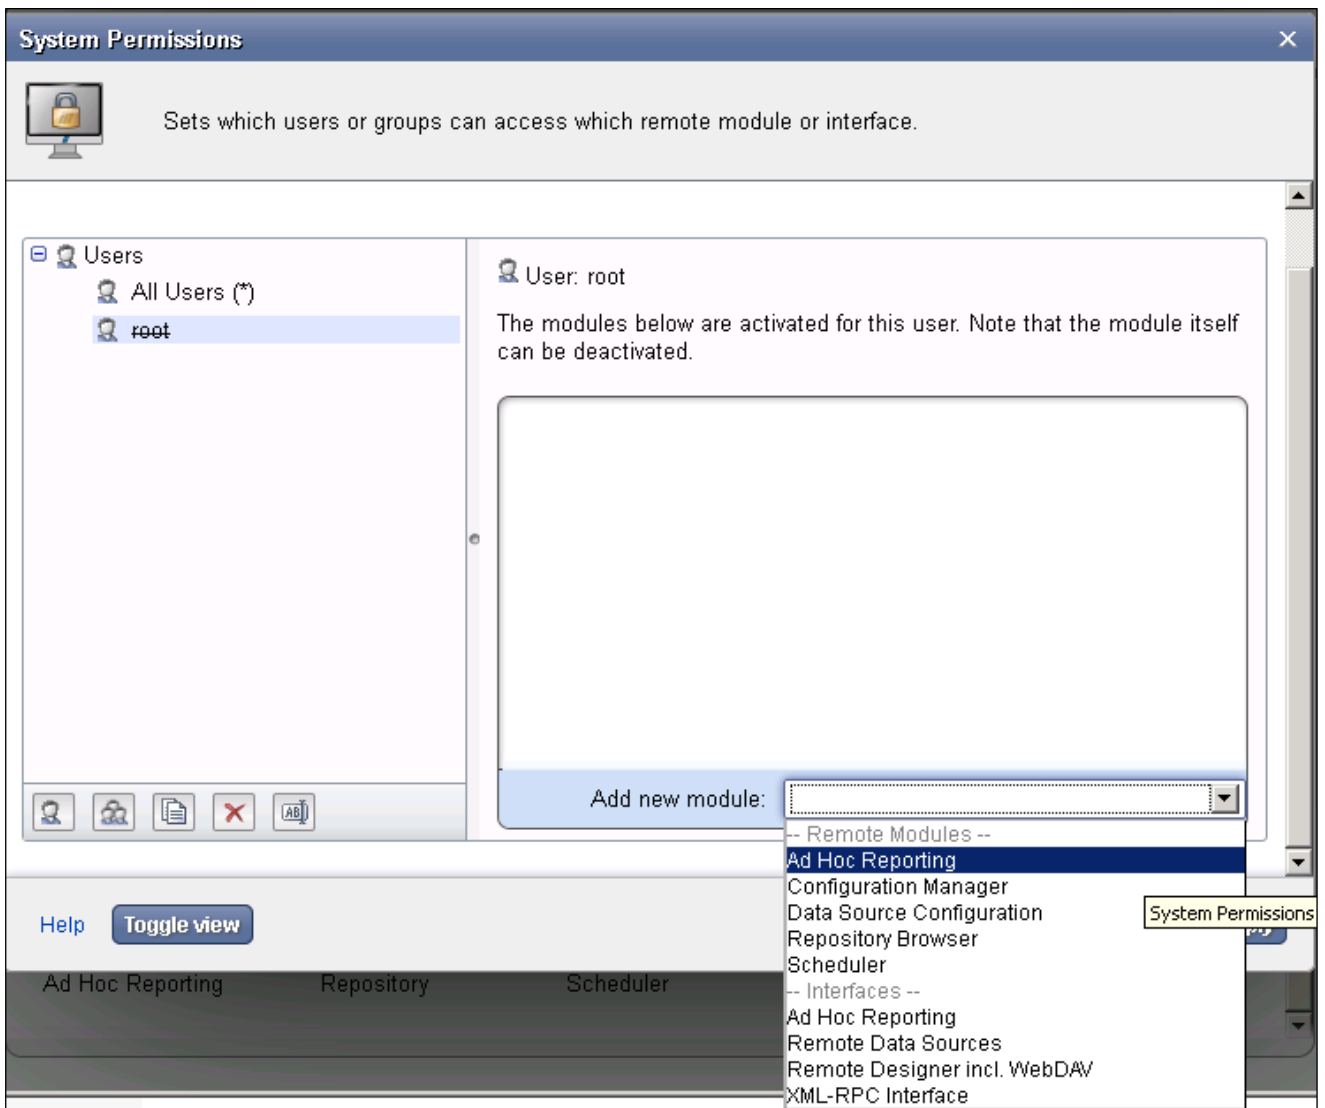 System Permissions
Sets which users or groups can access which remote module or interface.
Users
All Users (*)
root
User: root
The modules below are activated for this user. Note that the module itself
can be deactivated.
Add new module:
-- Remote Modules --
Ad Hoc Reporting
Configuration Manager
Data Source Configuration
Repository Browser
Scheduler
-- Interfaces --
Ad Hoc Reporting
Remote Data Sources
Remote Designer incl. WebDAV
XML-RPC Interface
System Permissions
Help
Toggle view
Ad Hoc Reporting
Repository
Scheduler